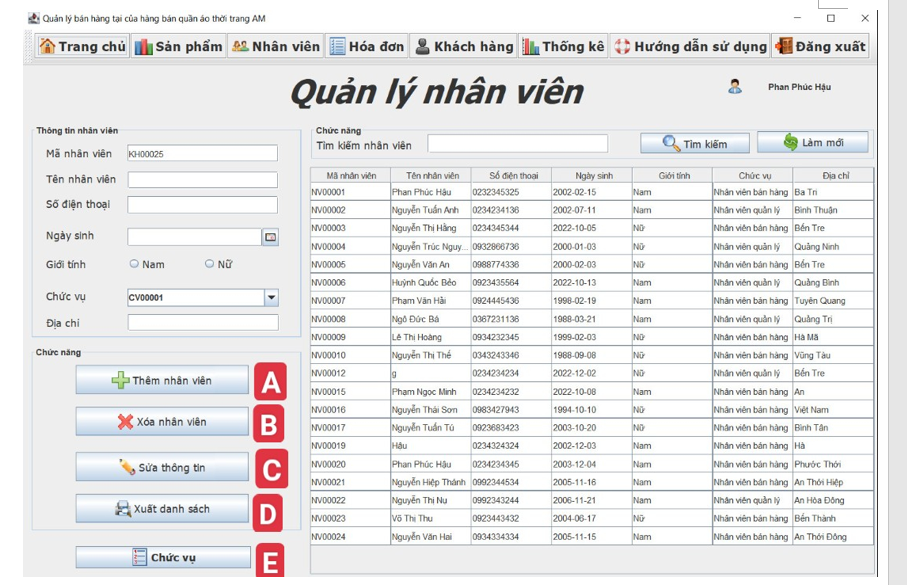 Quản lý bán hàng tại của hàng bán quần áo thời trang AM
Trang chủ Sản phẩm Nhân viên Hóa đơn Khách hàng Thống kê Hướng dẫn sử dụng Đăng xuất
Quản lý nhân viên
Phan Phúc Hậu
Thông tin nhân viên
Mã nhân viên KH00025
Tên nhân viên
Số điện thoại
Ngày sinh
Giới tính Nam Nữ
Chức vụ CV00001
Địa chỉ
Chức năng
Thêm nhân viên A
Xóa nhân viên B
Sửa thông tin C
Xuất danh sách D
Chức vụ E
Chức năng
Tìm kiếm nhân viên Tìm kiếm Làm mới
Mã nhân viên Tên nhân viên Số điện thoại Ngày sinh Giới tính Chức vụ Địa chỉ
NV00001 Phan Phúc Hậu 0232345325 2002-02-15 Nam Nhân viên bán hàng Ba Tri
NV00002 Nguyễn Tuấn Anh 0234234136 2002-07-11 Nam Nhân viên quản lý Bình Thuận
NV00003 Nguyễn Thị Hằng 0234345344 2022-10-05 Nữ Nhân viên bán hàng Bến Tre
NV00004 Nguyễn Trúc Nguy... 0932866736 2000-01-03 Nữ Nhân viên quản lý Quảng Ninh
NV00005 Nguyễn Văn An 0988774336 2000-02-03 Nữ Nhân viên bán hàng Bến Tre
NV00006 Huỳnh Quốc Bẻo 0923435564 2022-10-13 Nam Nhân viên quản lý Quảng Bình
NV00007 Phạm Văn Hải 0924445436 1998-02-19 Nam Nhân viên bán hàng Tuyên Quang
NV00008 Ngô Đức Bá 0367231136 1988-03-21 Nam Nhân viên quản lý Quảng Trị
NV00009 Lê Thị Hoàng 0934232345 1999-02-03 Nữ Nhân viên bán hàng Hà Mã
NV00010 Nguyễn Thị Thế 0343243346 1988-09-08 Nữ Nhân viên bán hàng Vũng Tàu
NV00012 g 0234234234 2022-12-02 Nữ Nhân viên quản lý Bến Tre
NV00015 Phạm Ngọc Minh 0234234232 2022-10-08 Nam Nhân viên bán hàng An
NV00016 Nguyễn Thái Sơn 0983427943 1994-10-10 Nữ Nhân viên bán hàng Việt Nam
NV00017 Nguyễn Tuấn Tú 0923683423 2003-10-20 Nữ Nhân viên bán hàng Bình Tân
NV00019 Hậu 0234324324 2002-12-03 Nam Nhân viên bán hàng Hà
NV00020 Phan Phúc Hậu 0234234345 2003-12-04 Nam Nhân viên bán hàng Phước Thới
NV00021 Nguyễn Hiệp Thành 0992344534 2005-11-16 Nam Nhân viên bán hàng An Thới Hiệp
NV00022 Nguyễn Thị Nụ 0992343244 2006-11-21 Nam Nhân viên quản lý An Hòa Đông
NV00023 Võ Thị Thu 0923443432 2004-06-17 Nữ Nhân viên bán hàng Bến Thành
NV00024 Nguyễn Văn Hai 0934334334 2005-11-15 Nam Nhân viên bán hàng An Thới Đông